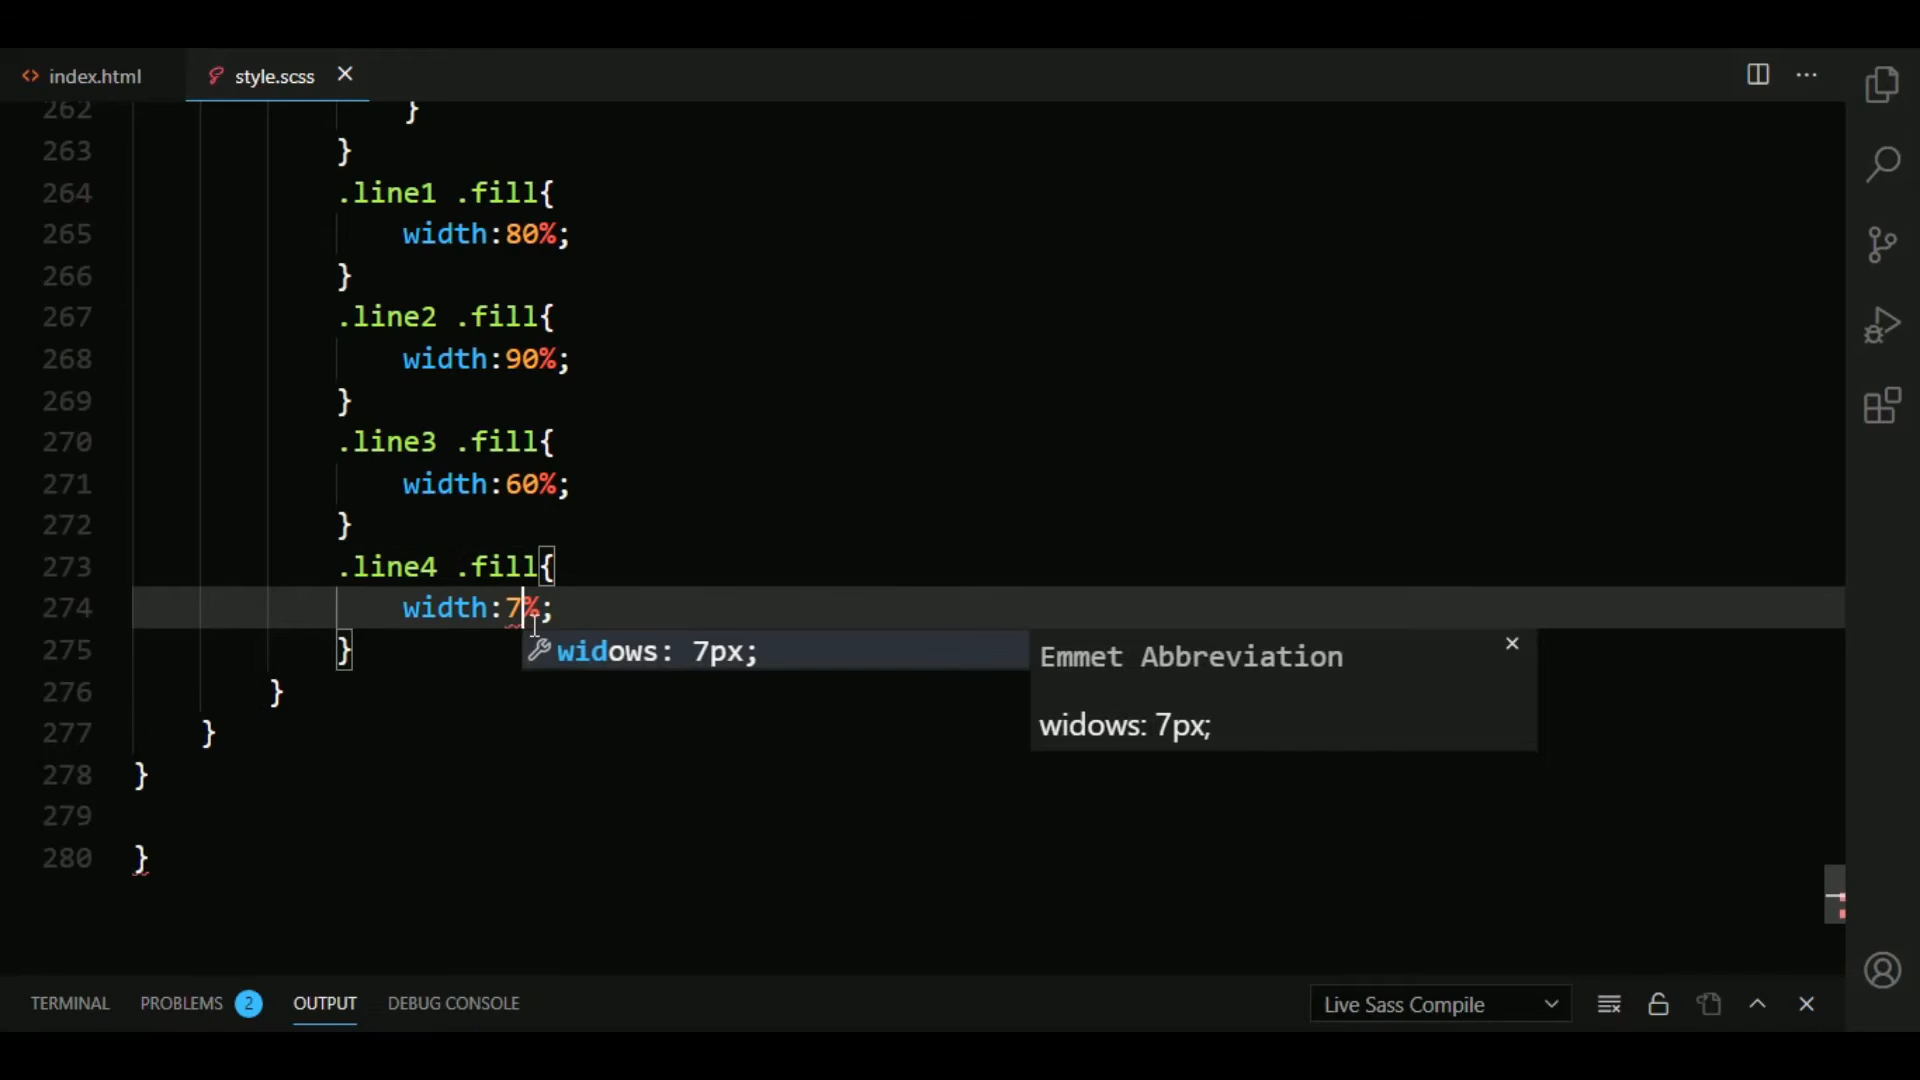 index.html
style.scss
262 }
263 }
264 .line1 .fill{
265 width:80%;
266 }
267 .line2 .fill{
268 width:90%;
269 }
270 .line3 .fill{
271 width:60%;
272 }
273 .line4 .fill{
274 width:7%;
275 }
widows: 7px;
Emmet Abbreviation
widows: 7px;
276 }
277 }
278 }
279
280 }
TERMINAL PROBLEMS 2 OUTPUT DEBUG CONSOLE Live Sass Compile